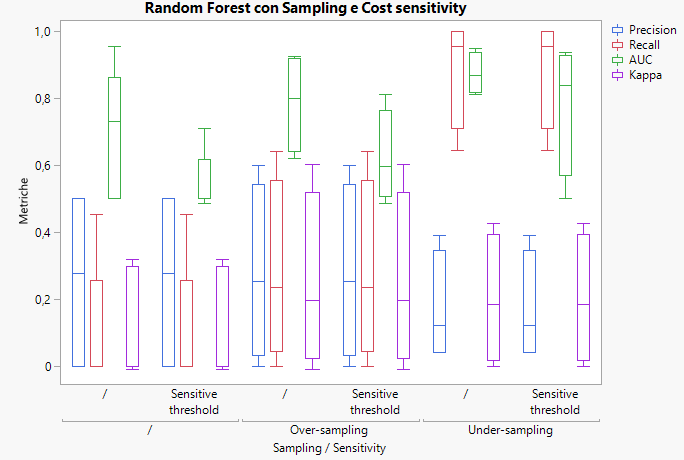 Random Forest con Sampling e Cost sensitivity
Precision
Recall
AUC
Kappa
Metriche
1,0
0,8
0,6
0,4
0,2
0
/ Sensitive threshold / Sensitive threshold / Sensitive threshold
/ Over-sampling Under-sampling
Sampling / Sensitivity